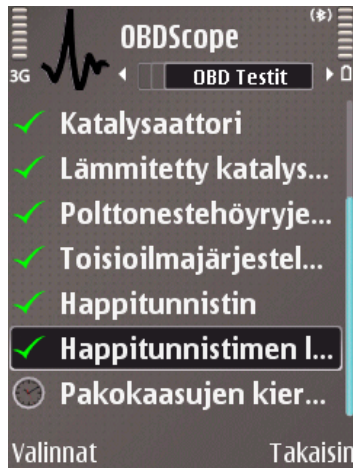 OBDScope
3G
OBD Testit
Katalysaattori
Lämmitetty katalys...
Polttonestehöyryje...
Toisioilmajärjestel...
Happitunnistin
Happitunnistimen l...
Pakokaasujen kier...
Valinnat Takaisin